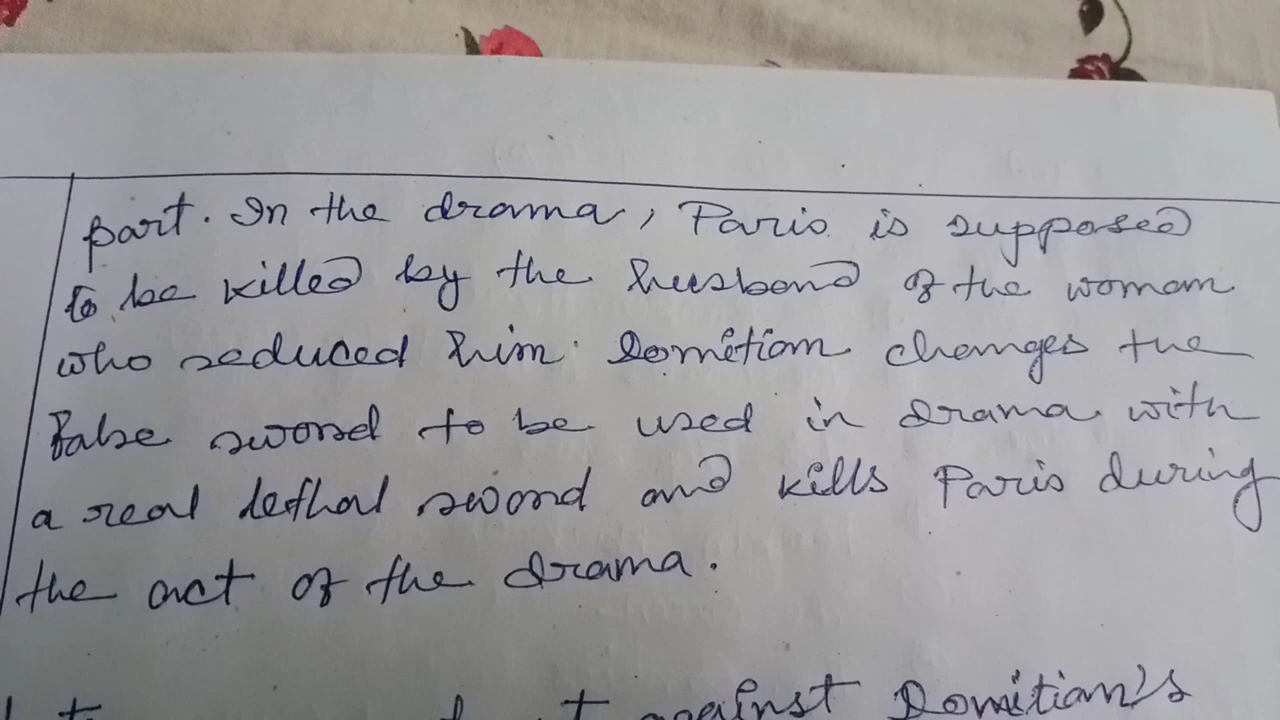 part. In the drama, Paris is supposed
to be killed by the husband of the woman
who seduced him. Domitian changes the
false sword to be used in drama with
a real lethal sword and kills Paris during
the act of the drama.
against Domitian's